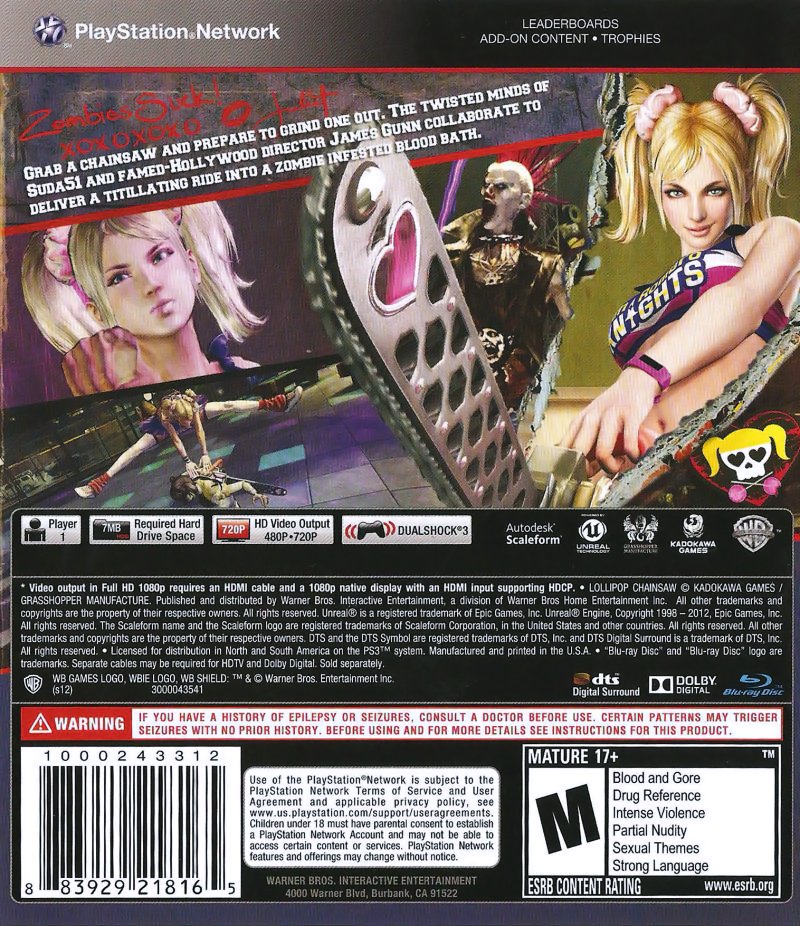 PlayStation®Network
LEADERBOARDS
ADD-ON CONTENT • TROPHIES
Zombies Suck!
XOXOXOXO
GRAB A CHAINSAW AND PREPARE TO GRIND ONE OUT. THE TWISTED MINDS OF
SUDA51 AND FAMED-HOLLYWOOD DIRECTOR JAMES GUNN COLLABORATE TO
DELIVER A TITILLATING RIDE INTO A ZOMBIE INFESTED BLOOD BATH.
KNIGHTS
Player
1
7MB
HDD
Required Hard
Drive Space
720P
HD Video Output
480P•720P
DUALSHOCK®3
Autodesk®
Scaleform®
POWERED BY
UNREAL
TECHNOLOGY
GRASSHOPPER
MANUFACTURE
KADOKAWA
GAMES
WB
* Video output in Full HD 1080p requires an HDMI cable and a 1080p native display with an HDMI input supporting HDCP. • LOLLIPOP CHAINSAW © KADOKAWA GAMES /
GRASSHOPPER MANUFACTURE. Published and distributed by Warner Bros. Interactive Entertainment, a division of Warner Bros Home Entertainment Inc. All other trademarks and
copyrights are the property of their respective owners. All rights reserved. Unreal® is a registered trademark of Epic Games, Inc. Unreal® Engine, Copyright 1998 – 2012, Epic Games, Inc.
All rights reserved. The Scaleform name and the Scaleform logo are registered trademarks of Scaleform Corporation, in the United States and other countries. All rights reserved. All other
trademarks and copyrights are the property of their respective owners. DTS and the DTS Symbol are registered trademarks of DTS, Inc. and DTS Digital Surround is a trademark of DTS, Inc.
All rights reserved. • Licensed for distribution in North and South America on the PS3™ system. Manufactured and printed in the U.S.A. • “Blu-ray Disc” and “Blu-ray Disc” logo are
trademarks. Separate cables may be required for HDTV and Dolby Digital. Sold separately.
WB GAMES LOGO, WBIE LOGO, WB SHIELD: ™ & © Warner Bros. Entertainment Inc.
(s12) 3000043541
dts
Digital Surround
DOLBY
DIGITAL
Blu-ray Disc
WARNING
IF YOU HAVE A HISTORY OF EPILEPSY OR SEIZURES, CONSULT A DOCTOR BEFORE USE. CERTAIN PATTERNS MAY TRIGGER
SEIZURES WITH NO PRIOR HISTORY. BEFORE USING AND FOR MORE DETAILS SEE INSTRUCTIONS FOR THIS PRODUCT.
1000243312
8 83929 21816 5
Use of the PlayStation®Network is subject to the
PlayStation Network Terms of Service and User
Agreement and applicable privacy policy, see
www.us.playstation.com/support/useragreements.
Children under 18 must have parental consent to establish
a PlayStation Network Account and may not be able to
access certain content or services. PlayStation Network
features and offerings may change without notice.
WARNER BROS. INTERACTIVE ENTERTAINMENT
4000 Warner Blvd, Burbank, CA 91522
MATURE 17+
TM
M
Blood and Gore
Drug Reference
Intense Violence
Partial Nudity
Sexual Themes
Strong Language
ESRB CONTENT RATING
www.esrb.org